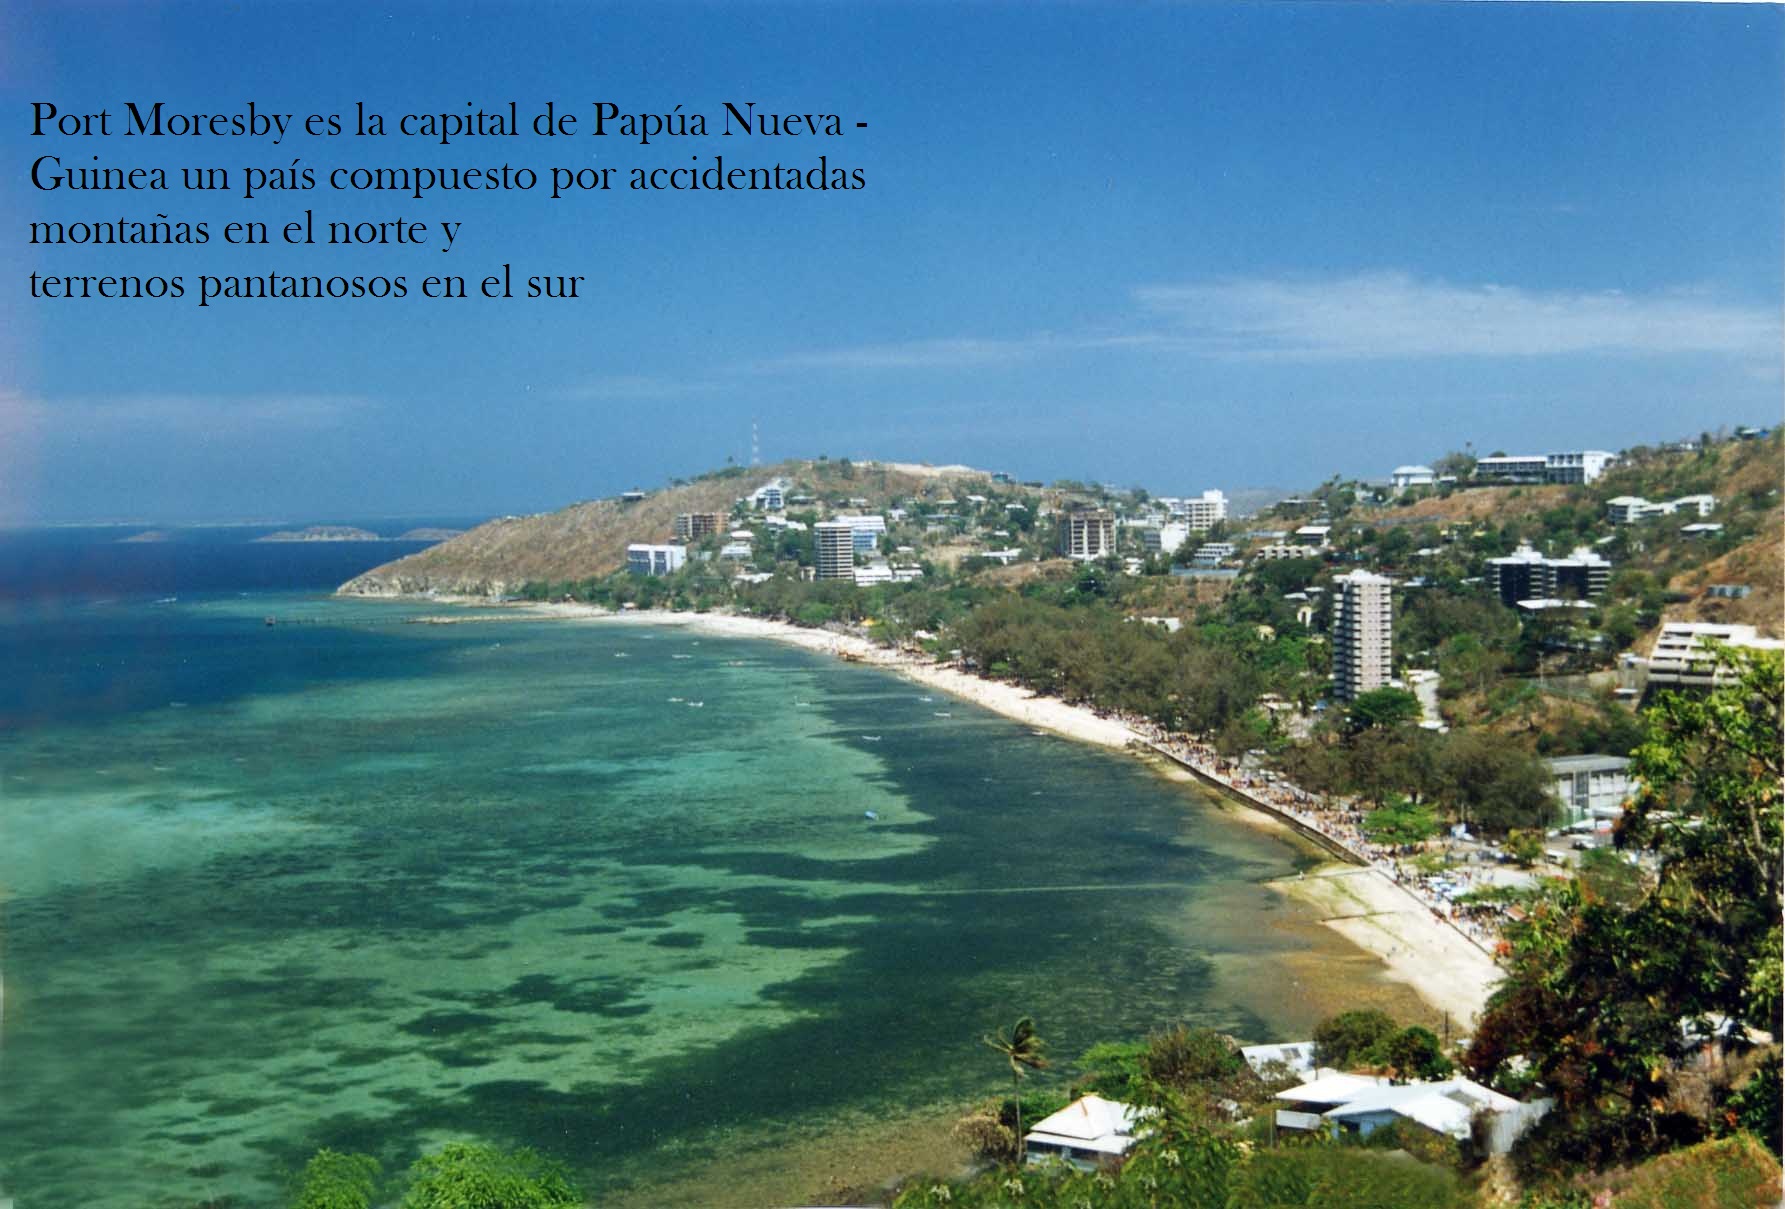 Port Moresby es la capital de Papúa Nueva -
Guinea un país compuesto por accidentadas
montañas en el norte y
terrenos pantanosos en el sur